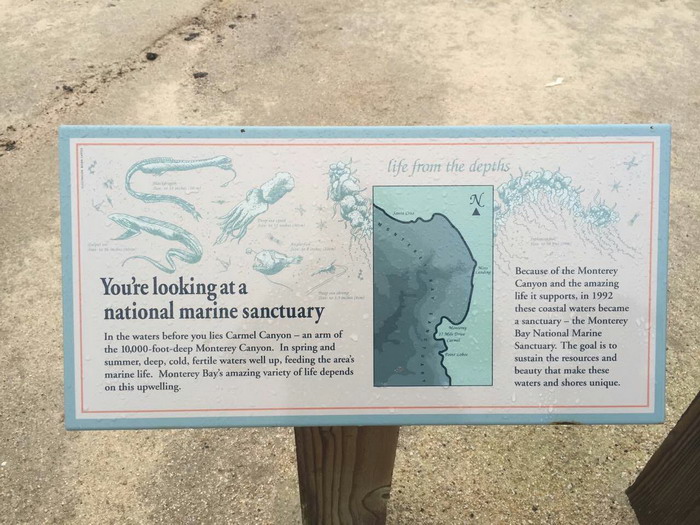 life from the depths
You're looking at a
national marine sanctuary
In the waters before you lies Carmel Canyon – an arm of
the 10,000-foot-deep Monterey Canyon. In spring and
summer, deep, cold, fertile waters well up, feeding the area's
marine life. Monterey Bay's amazing variety of life depends
on this upwelling.
N
Santa Cruz
Moss
Landing
Monterey
17 Mile Drive
Carmel
Point Lobos
Because of the Monterey
Canyon and the amazing
life it supports, in 1992
these coastal waters became
a sanctuary – the Monterey
Bay National Marine
Sanctuary. The goal is to
sustain the resources and
beauty that make these
waters and shores unique.